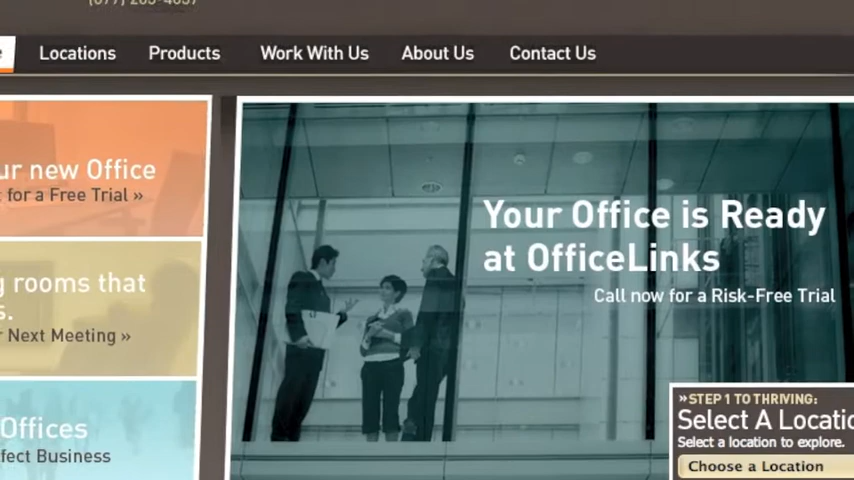 Locations Products Work With Us About Us Contact Us
ur new Office
for a Free Trial »
rooms that
Next Meeting »
Offices
fect Business
Your Office is Ready
at OfficeLinks
Call now for a Risk-Free Trial
»STEP 1 TO THRIVING:
Select A Locatio
Select a location to explore.
Choose a Location